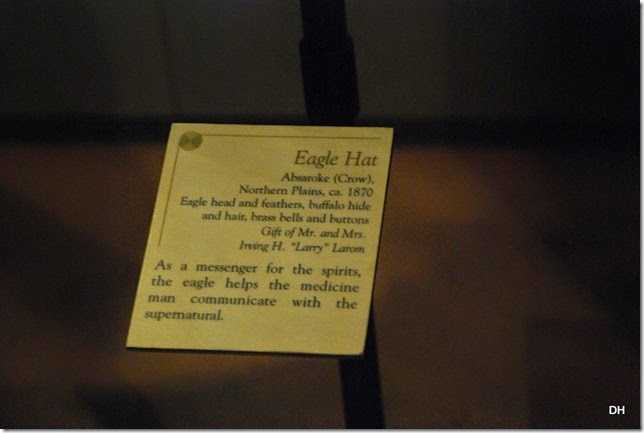 Eagle Hat
Absaroke (Crow),
Northern Plains, ca. 1870
Eagle head and feathers, buffalo hide
and hair, brass bells and buttons
Gift of Mr. and Mrs.
Irving H. "Larry" Larom
As a messenger for the spirits,
the eagle helps the medicine
man communicate with the
supernatural.
DH